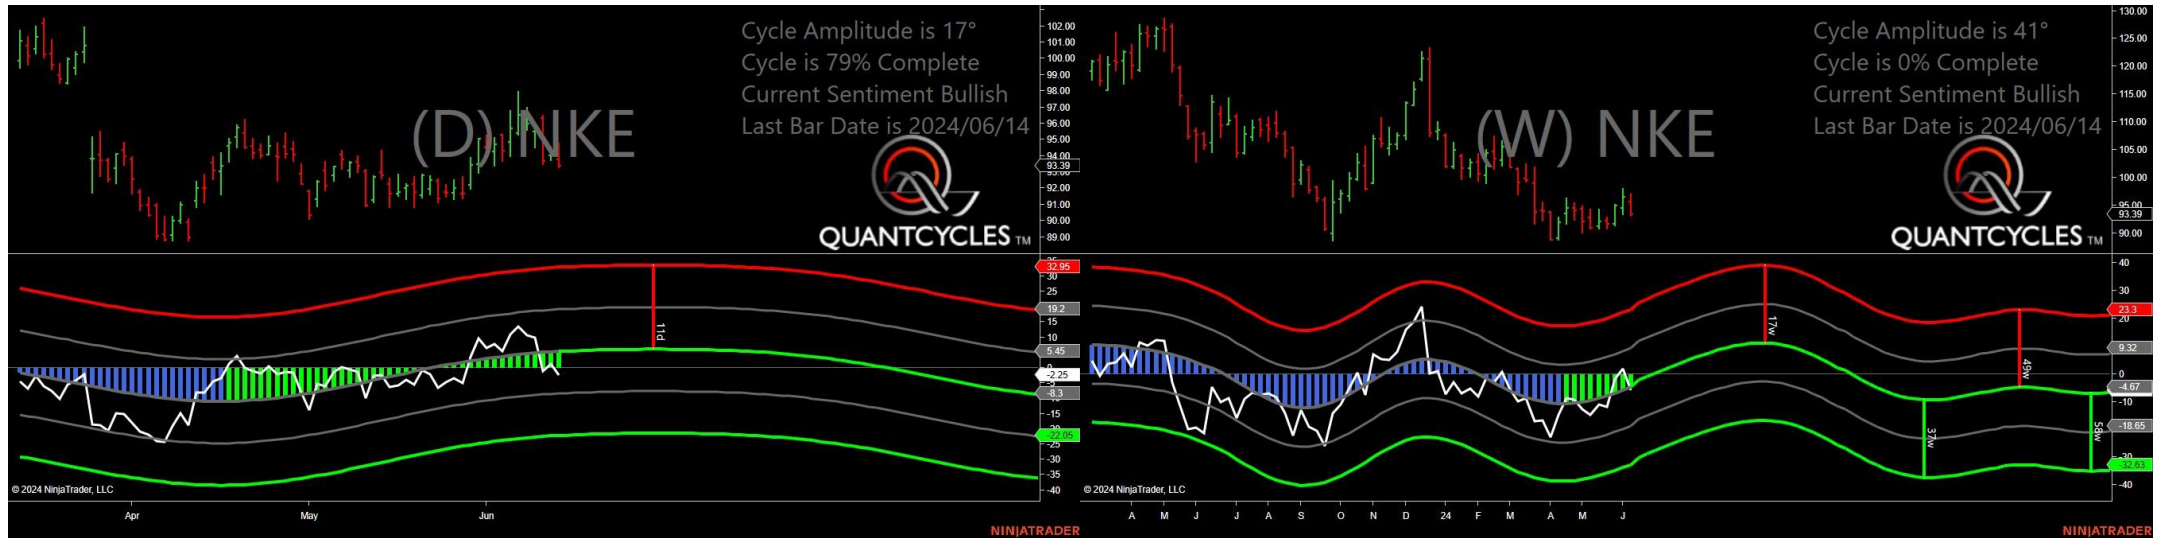 Cycle Amplitude is 17°
Cycle is 79% Complete
Current Sentiment Bullish
Last Bar Date is 2024/06/14
(D) NKE
QUANTCYCLES TM
102.00
100.00
99.00
98.00
97.00
96.00
95.00
94.00
93.39
92.00
91.00
90.00
89.00
32.95
30
25
19.2
15
10
5.45
-2.25
-8.3
-15
-22.05
-25
-30
-35
-40
11d
© 2024 NinjaTrader, LLC
Apr
May
Jun
NINJATRADER
Cycle Amplitude is 41°
Cycle is 0% Complete
Current Sentiment Bullish
Last Bar Date is 2024/06/14
(W) NKE
QUANTCYCLES TM
130.00
125.00
120.00
115.00
110.00
105.00
100.00
95.00
93.39
90.00
40
30
23.3
20
9.32
0
-4.67
-10
-18.65
-30
-32.63
-40
17w
37w
49w
58w
© 2024 NinjaTrader, LLC
A M J J A S O N D 24 F M A M J
NINJATRADER